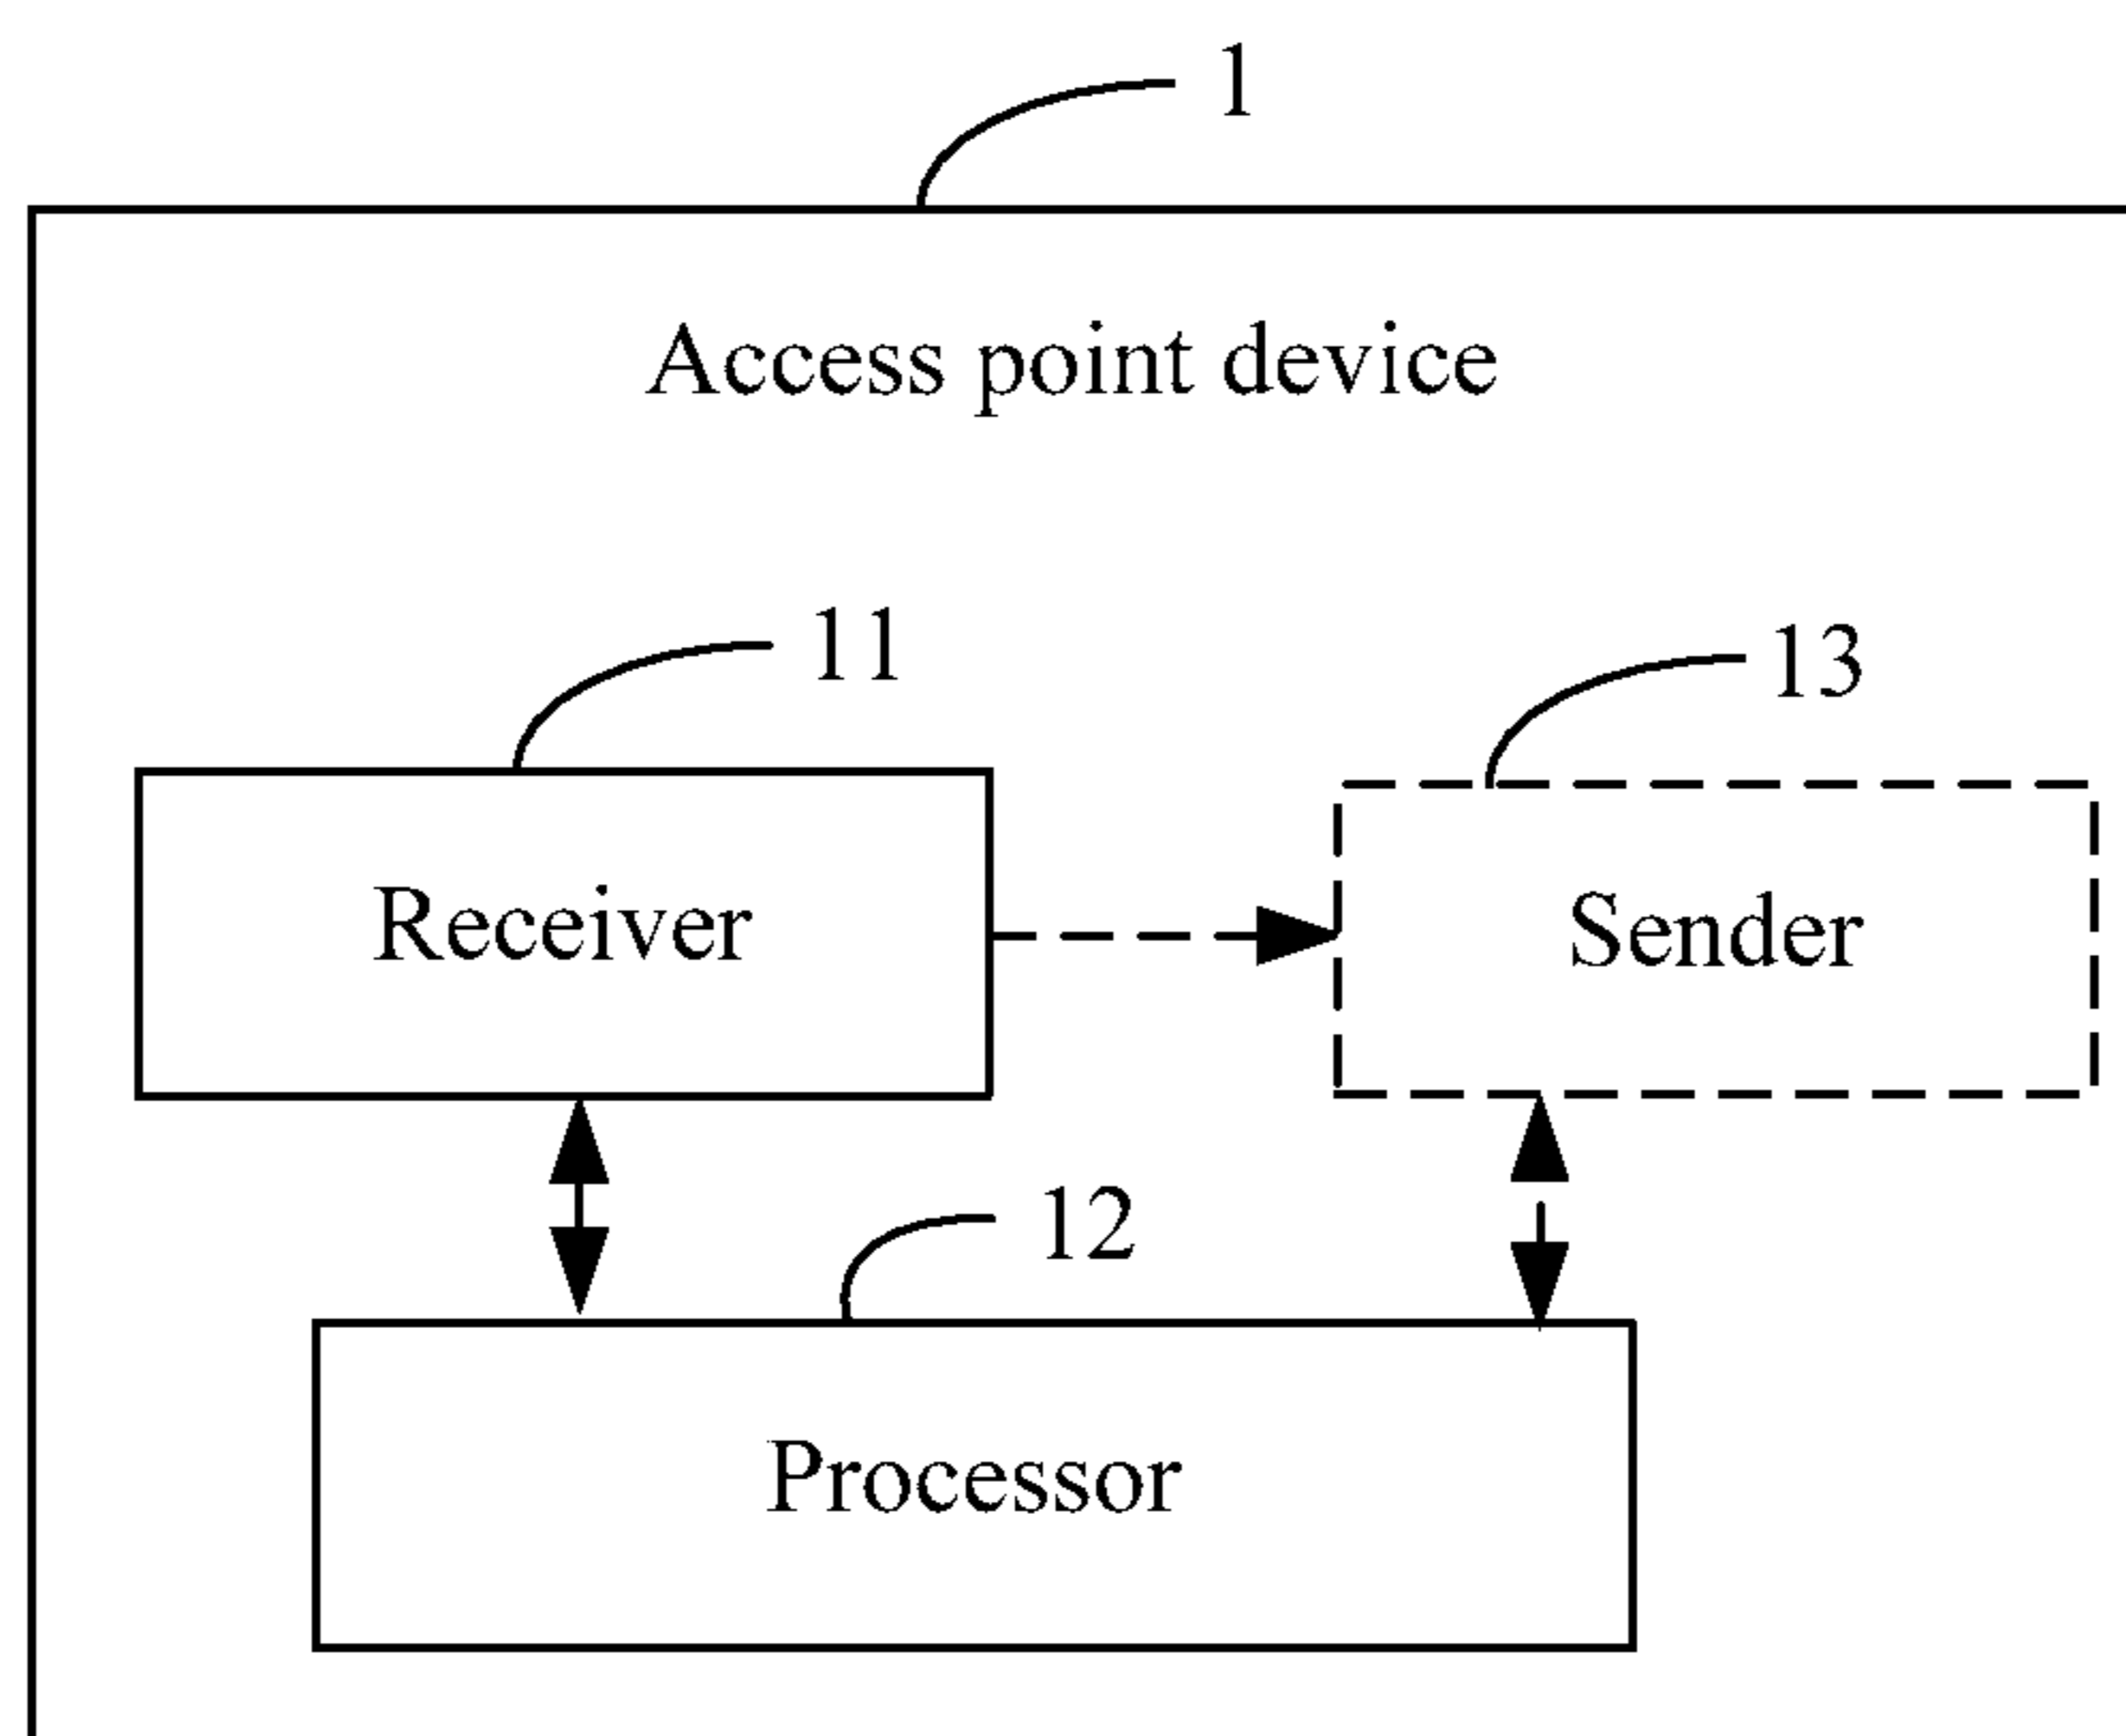 1
Access point device
11
13
Receiver
Sender
12
Processor